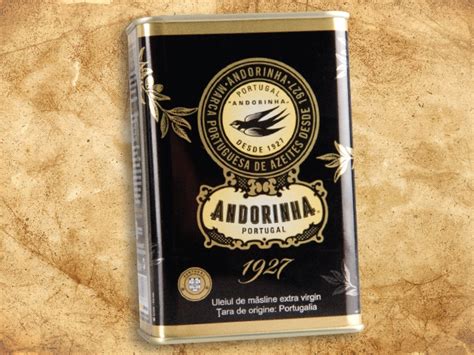 ANDORINHA
MARCA PORTUGUESA DE AZEITES DESDE 1927
PORTUGAL
"ANDORINHA"
DESDE 1927
ANDORINHA
PORTUGAL
1927
Uleiul de măsline extra virgin
Țara de origine: Portugalia